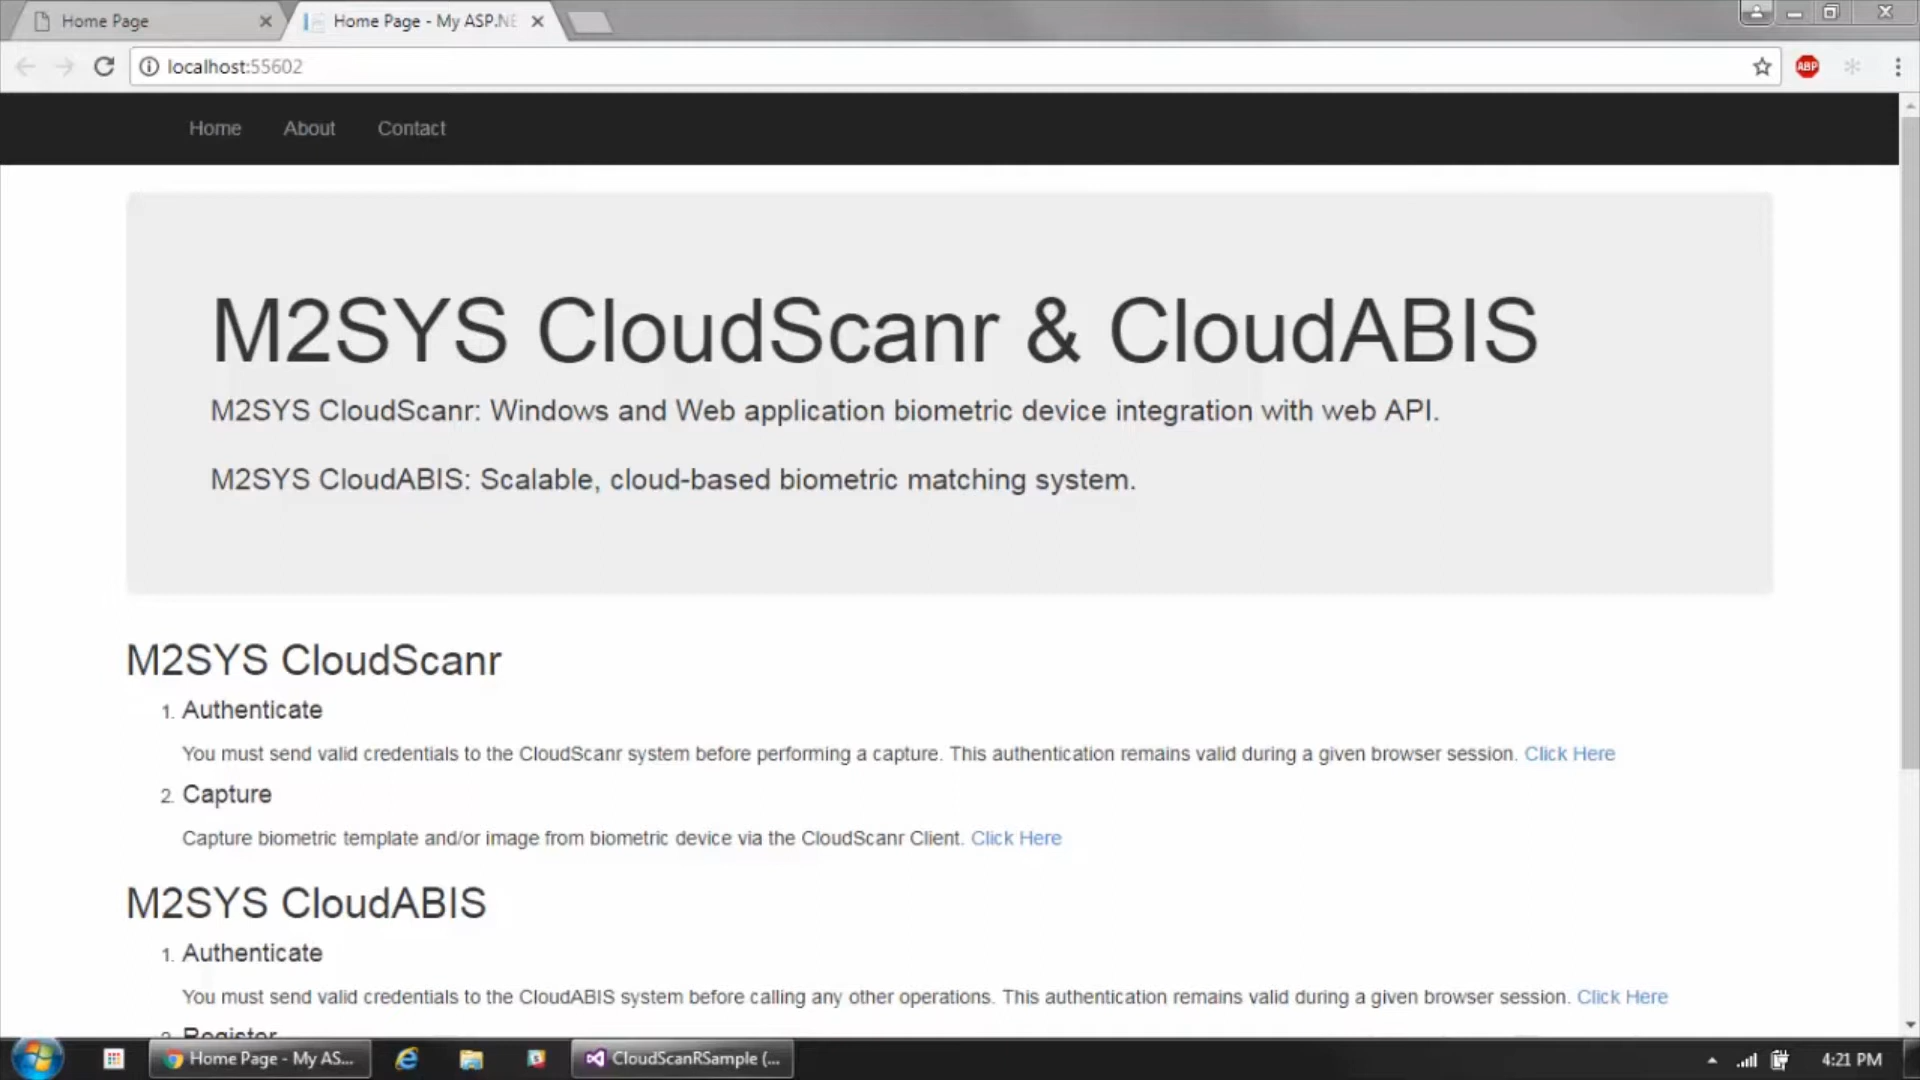 Home Page
Home Page - My ASP.NE
localhost:55602
ABP
Home About Contact
M2SYS CloudScanr & CloudABIS
M2SYS CloudScanr: Windows and Web application biometric device integration with web API.
M2SYS CloudABIS: Scalable, cloud-based biometric matching system.
M2SYS CloudScanr
1. Authenticate
You must send valid credentials to the CloudScanr system before performing a capture. This authentication remains valid during a given browser session. Click Here
2. Capture
Capture biometric template and/or image from biometric device via the CloudScanr Client. Click Here
M2SYS CloudABIS
1. Authenticate
You must send valid credentials to the CloudABIS system before calling any other operations. This authentication remains valid during a given browser session. Click Here
2. Register
Home Page - My AS...
CloudScanRSample (...
4:21 PM